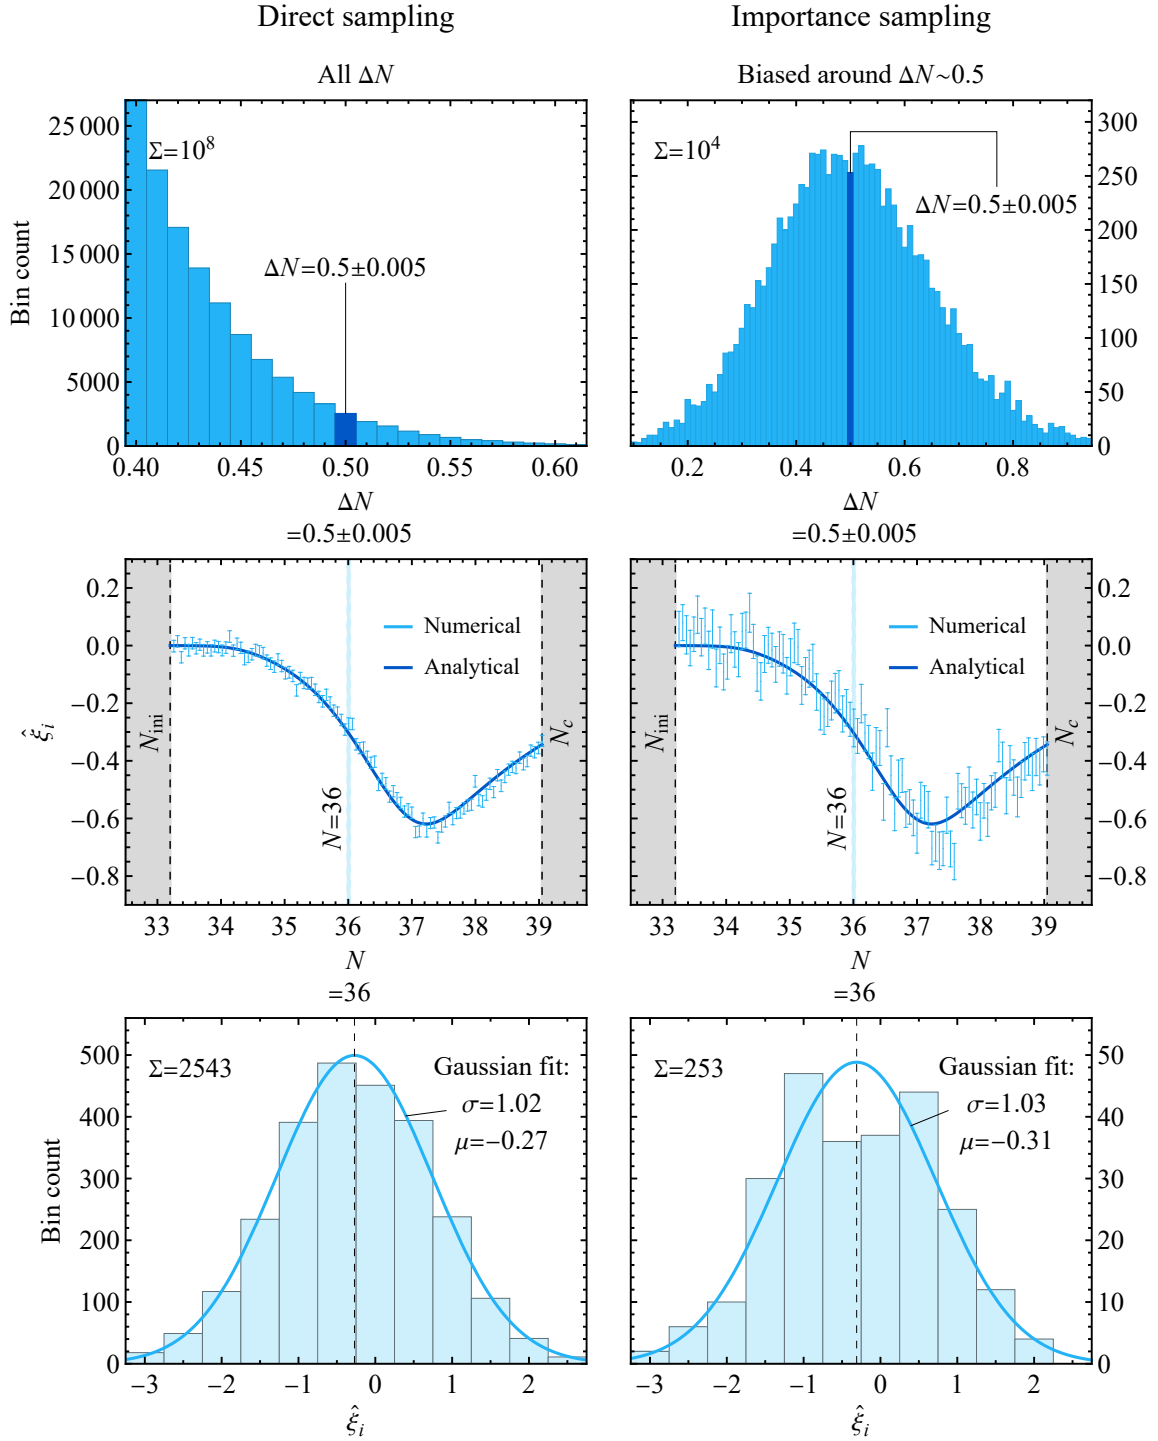 Direct sampling
Importance sampling
All ΔN
Biased around ΔN~0.5
Σ=10⁸
ΔN=0.5±0.005
Bin count
25 000
20 000
15 000
10 000
5000
0
0.40 0.45 0.50 0.55 0.60
ΔN
=0.5±0.005
Σ=10⁴
ΔN=0.5±0.005
300
250
200
150
100
50
0
0.2 0.4 0.6 0.8
ΔN
=0.5±0.005
ξ̂ᵢ
0.2
0.0
−0.2
−0.4
−0.6
−0.8
N_ini
N=36
N_c
Numerical
Analytical
33 34 35 36 37 38 39
N
=36
N_ini
N=36
N_c
Numerical
Analytical
0.2
0.0
−0.2
−0.4
−0.6
−0.8
33 34 35 36 37 38 39
N
=36
Bin count
500
400
300
200
100
0
Σ=2543
Gaussian fit:
σ=1.02
μ=−0.27
−3 −2 −1 0 1 2
ξ̂ᵢ
Σ=253
Gaussian fit:
σ=1.03
μ=−0.31
50
40
30
20
10
0
−3 −2 −1 0 1 2
ξ̂ᵢ